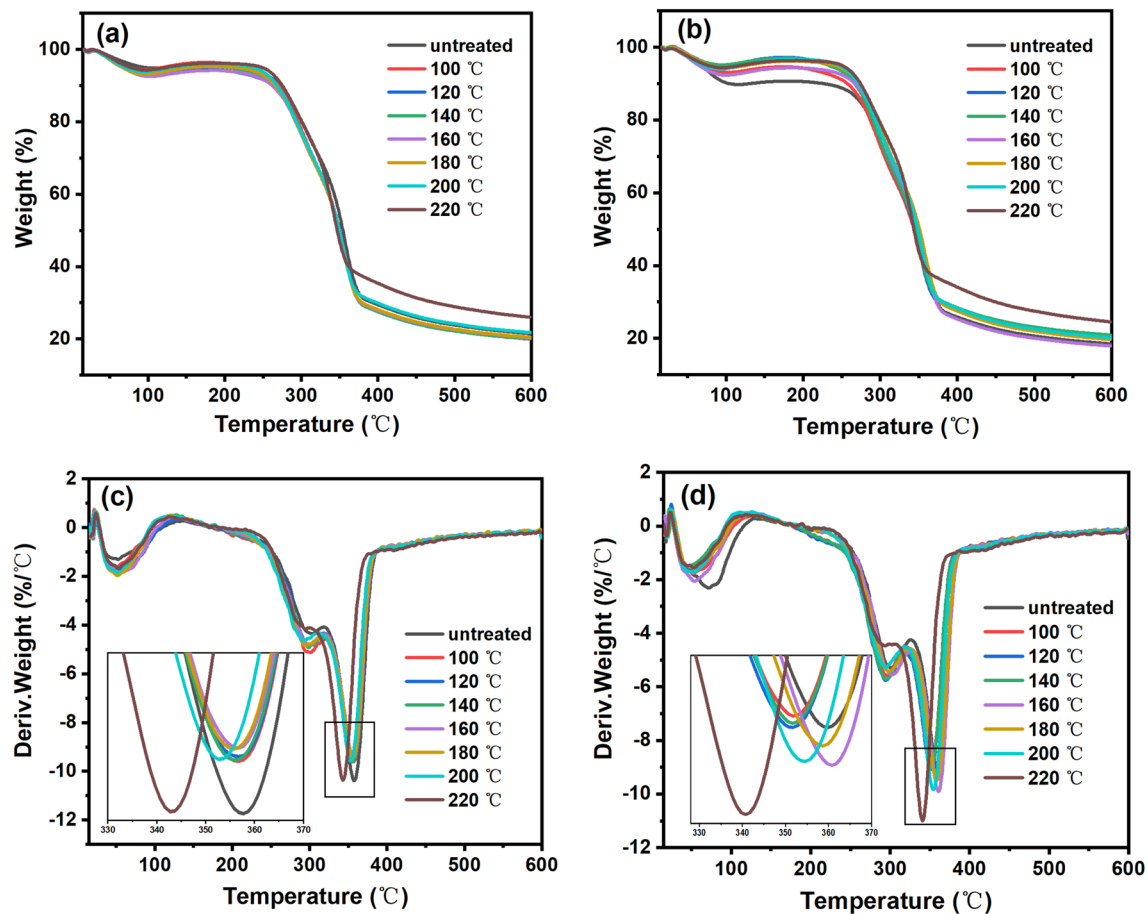 (a)
untreated
100 ℃
120 ℃
140 ℃
160 ℃
180 ℃
200 ℃
220 ℃
100
80
60
40
20
Weight (%)
100 200 300 400 500 600
Temperature (℃)
(b)
untreated
100 ℃
120 ℃
140 ℃
160 ℃
180 ℃
200 ℃
220 ℃
100
80
60
40
20
Weight (%)
100 200 300 400 500 600
Temperature (℃)
(c)
2
0
-2
-4
-6
-8
-10
-12
Deriv.Weight (%/℃)
untreated
100 ℃
120 ℃
140 ℃
160 ℃
180 ℃
200 ℃
220 ℃
330 340 350 360 370
100 200 300 400 500 600
Temperature (℃)
(d)
2
0
-2
-4
-6
-8
-10
-12
Deriv.Weight (%/℃)
untreated
100 ℃
120 ℃
140 ℃
160 ℃
180 ℃
200 ℃
220 ℃
330 340 350 360 370
100 200 300 400 500 600
Temperature (℃)